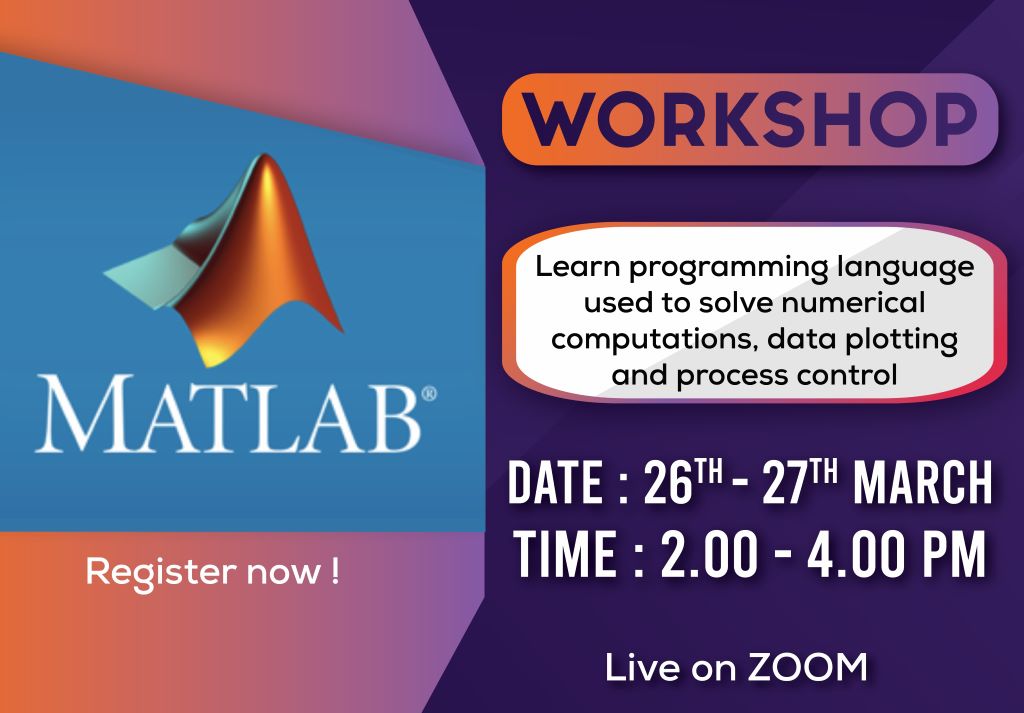 MATLAB®
Register now !
WORKSHOP
Learn programming language
used to solve numerical
computations, data plotting
and process control
DATE : 26TH - 27TH MARCH
TIME : 2.00 - 4.00 PM
Live on ZOOM